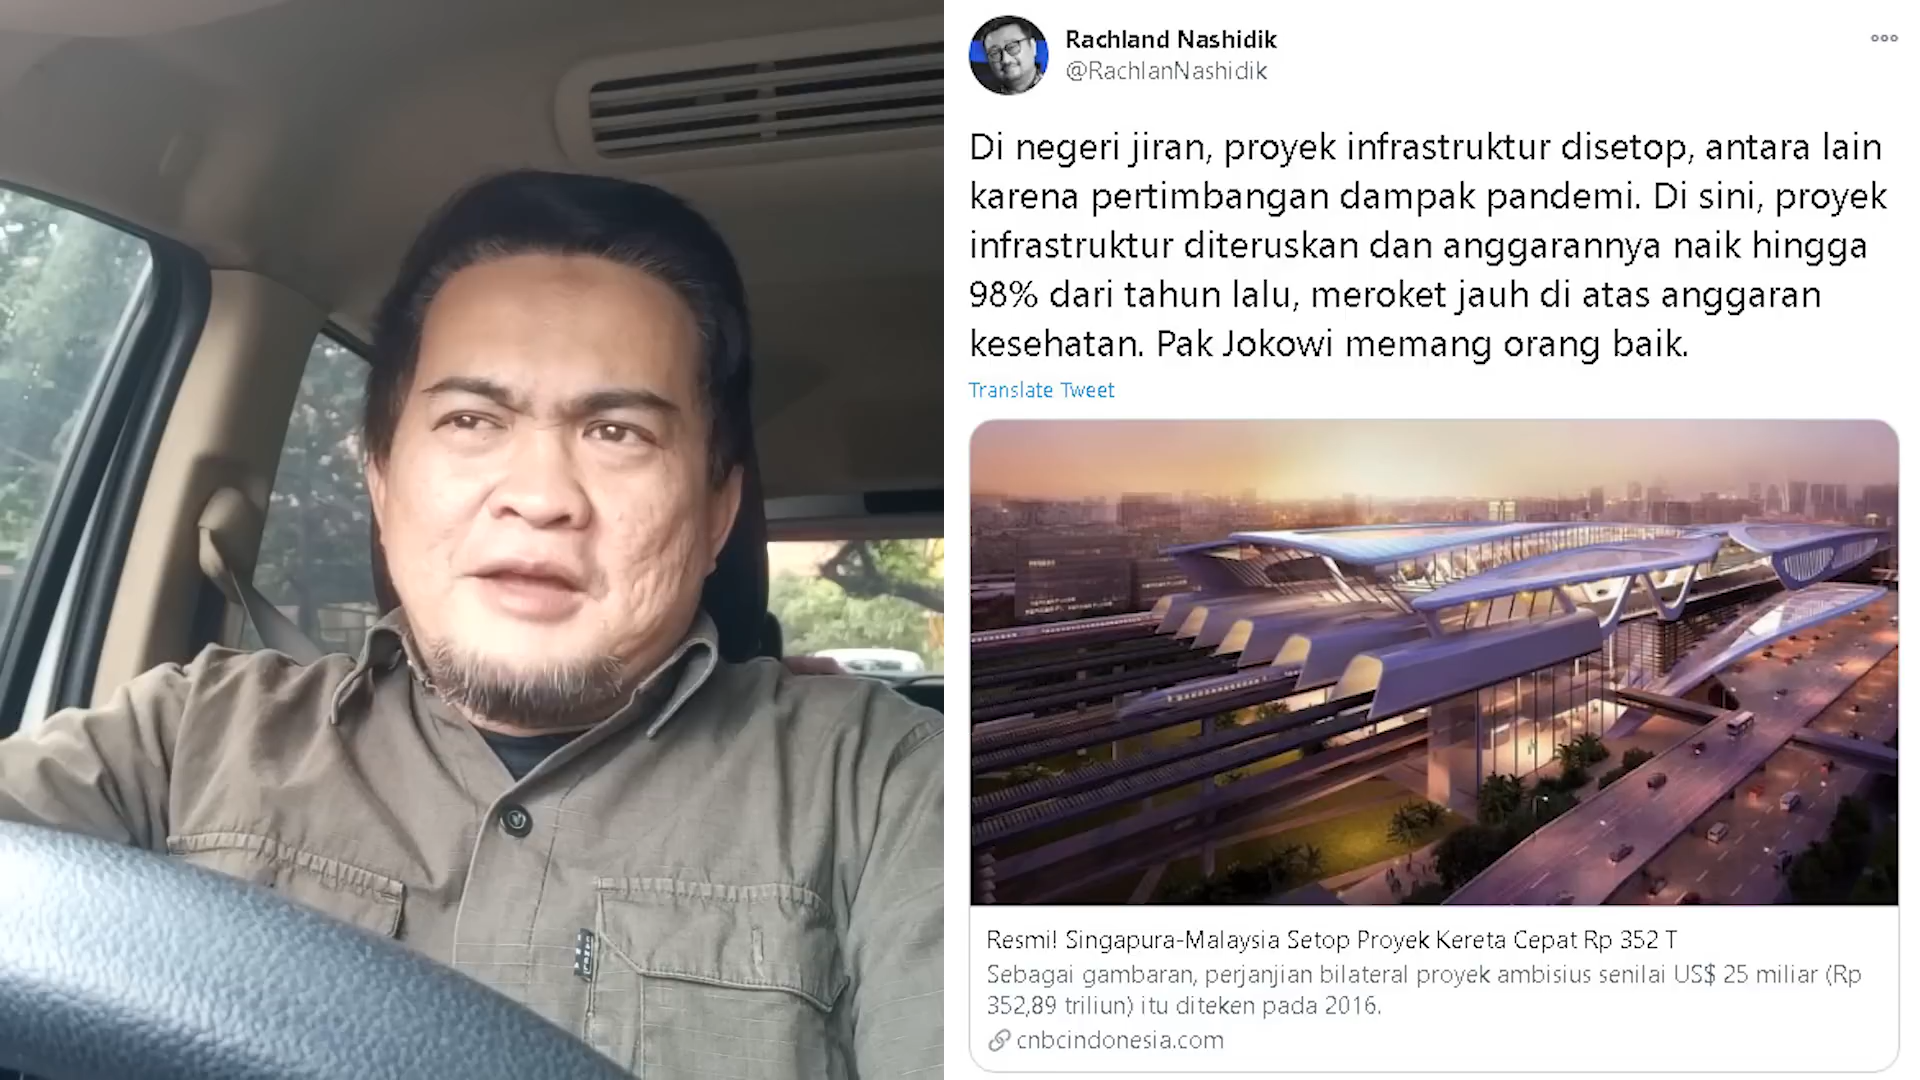 Rachland Nashidik
@RachlanNashidik
Di negeri jiran, proyek infrastruktur disetop, antara lain
karena pertimbangan dampak pandemi. Di sini, proyek
infrastruktur diteruskan dan anggarannya naik hingga
98% dari tahun lalu, meroket jauh di atas anggaran
kesehatan. Pak Jokowi memang orang baik.
Translate Tweet
Resmi! Singapura-Malaysia Setop Proyek Kereta Cepat Rp 352 T
Sebagai gambaran, perjanjian bilateral proyek ambisius senilai US$ 25 miliar (Rp
352,89 triliun) itu diteken pada 2016.
cnbcindonesia.com